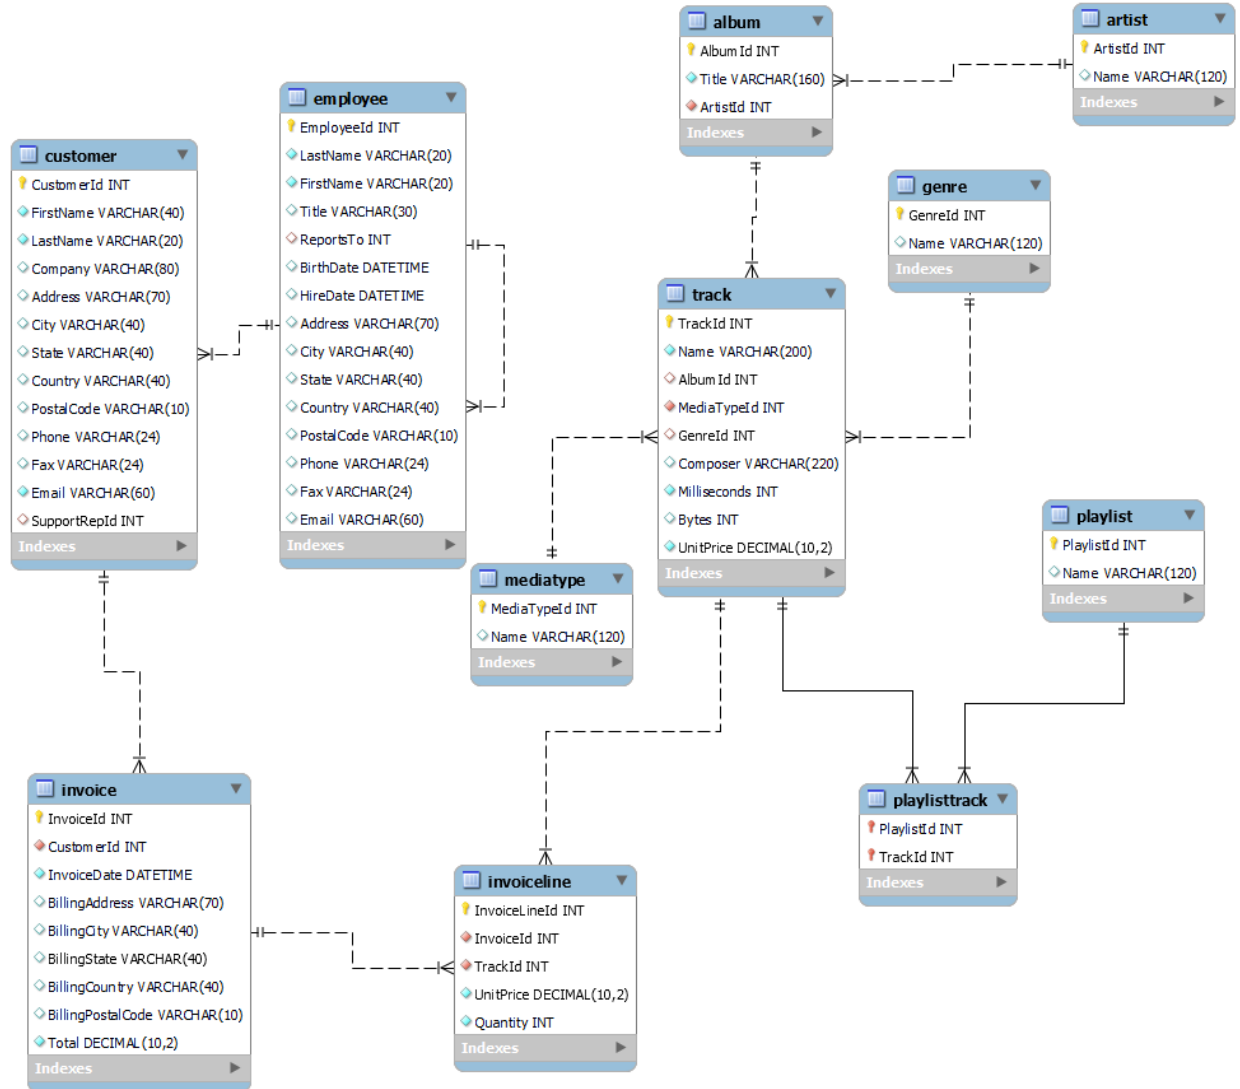 album
AlbumId INT
Title VARCHAR(160)
ArtistId INT
Indexes
artist
ArtistId INT
Name VARCHAR(120)
Indexes
employee
EmployeeId INT
LastName VARCHAR(20)
FirstName VARCHAR(20)
Title VARCHAR(30)
ReportsTo INT
BirthDate DATETIME
HireDate DATETIME
Address VARCHAR(70)
City VARCHAR(40)
State VARCHAR(40)
Country VARCHAR(40)
PostalCode VARCHAR(10)
Phone VARCHAR(24)
Fax VARCHAR(24)
Email VARCHAR(60)
Indexes
customer
CustomerId INT
FirstName VARCHAR(40)
LastName VARCHAR(20)
Company VARCHAR(80)
Address VARCHAR(70)
City VARCHAR(40)
State VARCHAR(40)
Country VARCHAR(40)
PostalCode VARCHAR(10)
Phone VARCHAR(24)
Fax VARCHAR(24)
Email VARCHAR(60)
SupportRepId INT
Indexes
genre
GenreId INT
Name VARCHAR(120)
Indexes
track
TrackId INT
Name VARCHAR(200)
AlbumId INT
MediaTypeId INT
GenreId INT
Composer VARCHAR(220)
Milliseconds INT
Bytes INT
UnitPrice DECIMAL(10,2)
Indexes
playlist
PlaylistId INT
Name VARCHAR(120)
Indexes
mediatype
MediaTypeId INT
Name VARCHAR(120)
Indexes
invoice
InvoiceId INT
CustomerId INT
InvoiceDate DATETIME
BillingAddress VARCHAR(70)
BillingCity VARCHAR(40)
BillingState VARCHAR(40)
BillingCountry VARCHAR(40)
BillingPostalCode VARCHAR(10)
Total DECIMAL(10,2)
Indexes
playlisttrack
PlaylistId INT
TrackId INT
Indexes
invoiceline
InvoiceLineId INT
InvoiceId INT
TrackId INT
UnitPrice DECIMAL(10,2)
Quantity INT
Indexes